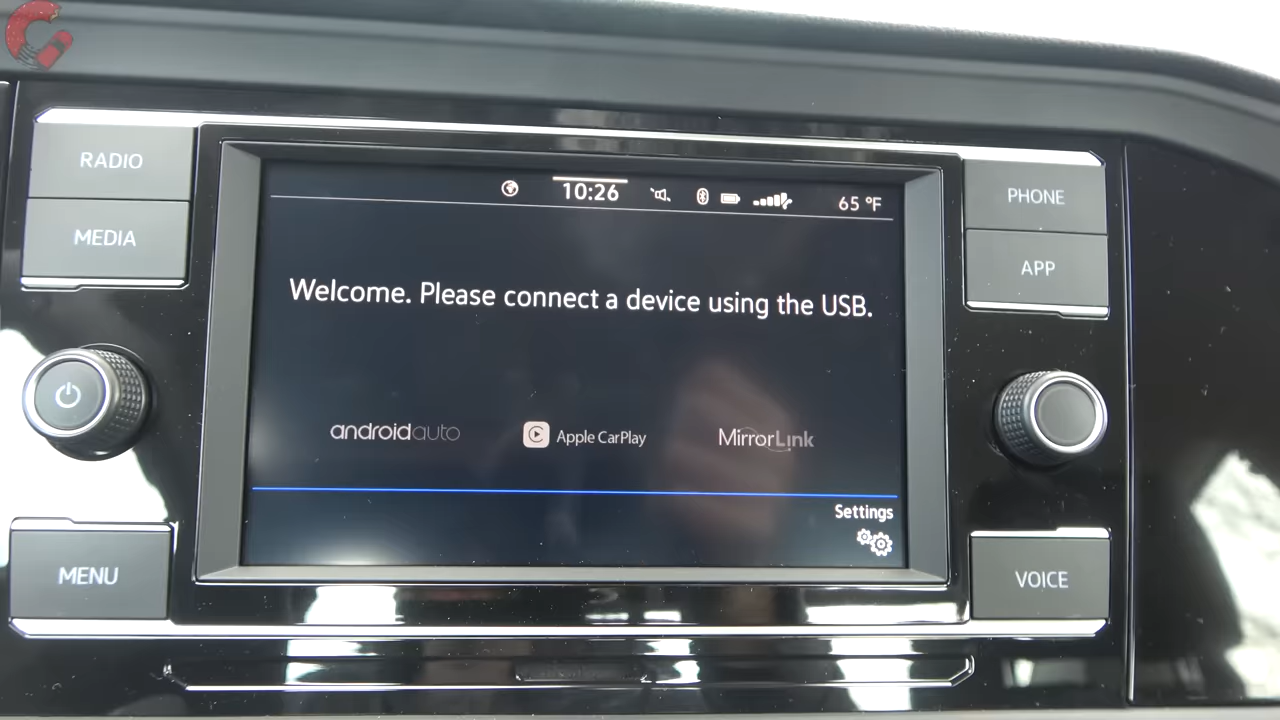 RADIO
MEDIA
MENU
10:26
65 °F
Welcome. Please connect a device using the USB.
androidauto
Apple CarPlay
MirrorLink
Settings
PHONE
APP
VOICE